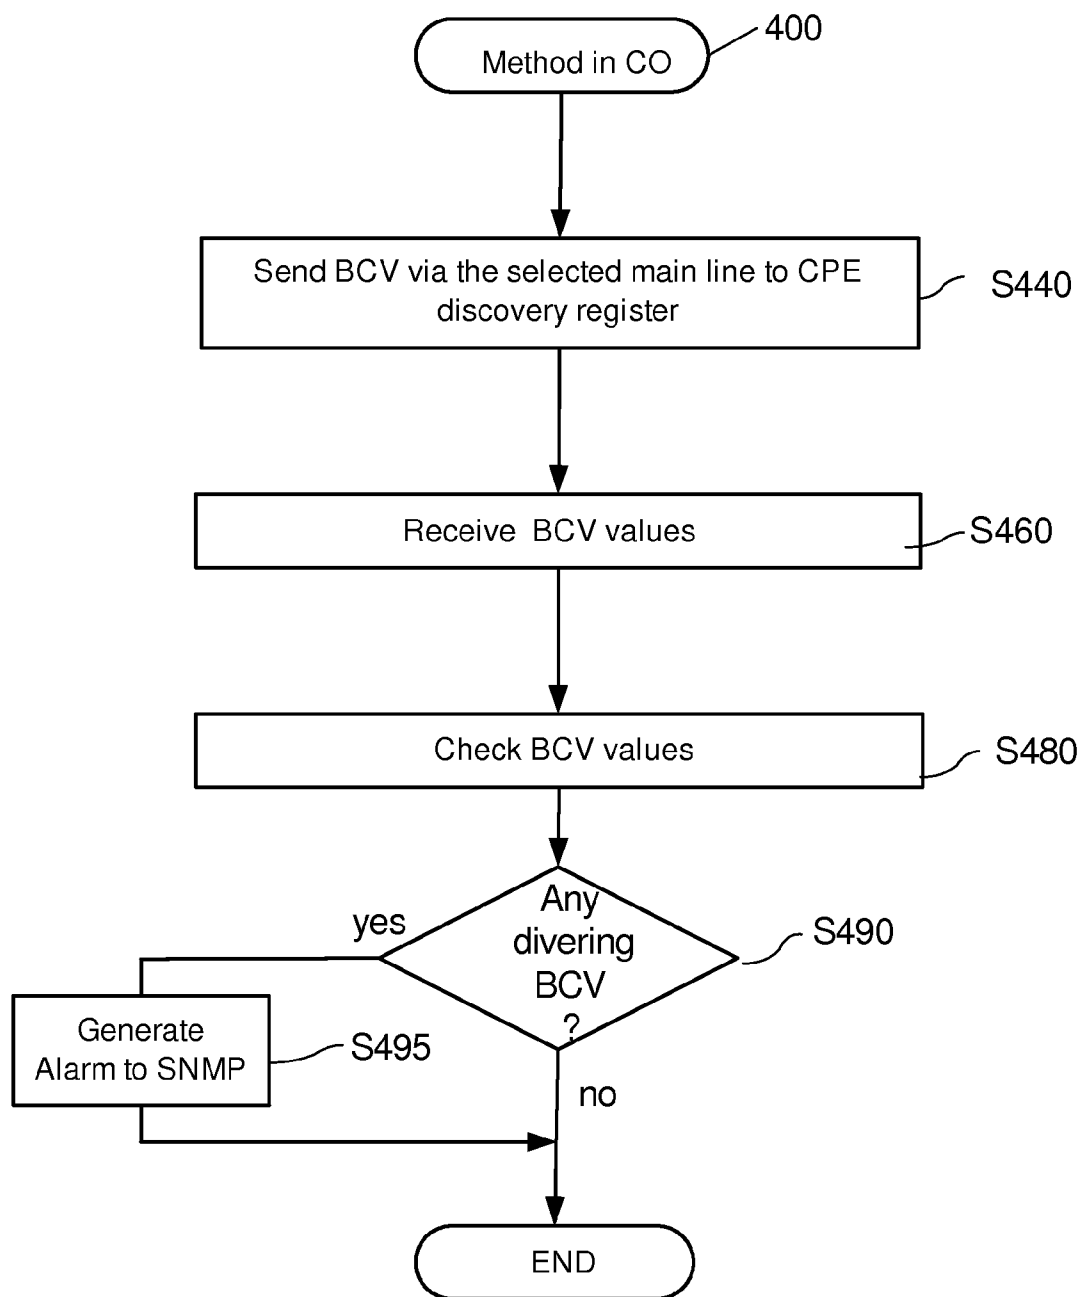 400
Method in CO
Send BCV via the selected main line to CPE
discovery register
S440
Receive BCV values
S460
Check BCV values
S480
Any
divering
BCV
?
S490
yes
Generate
Alarm to SNMP
S495
no
END